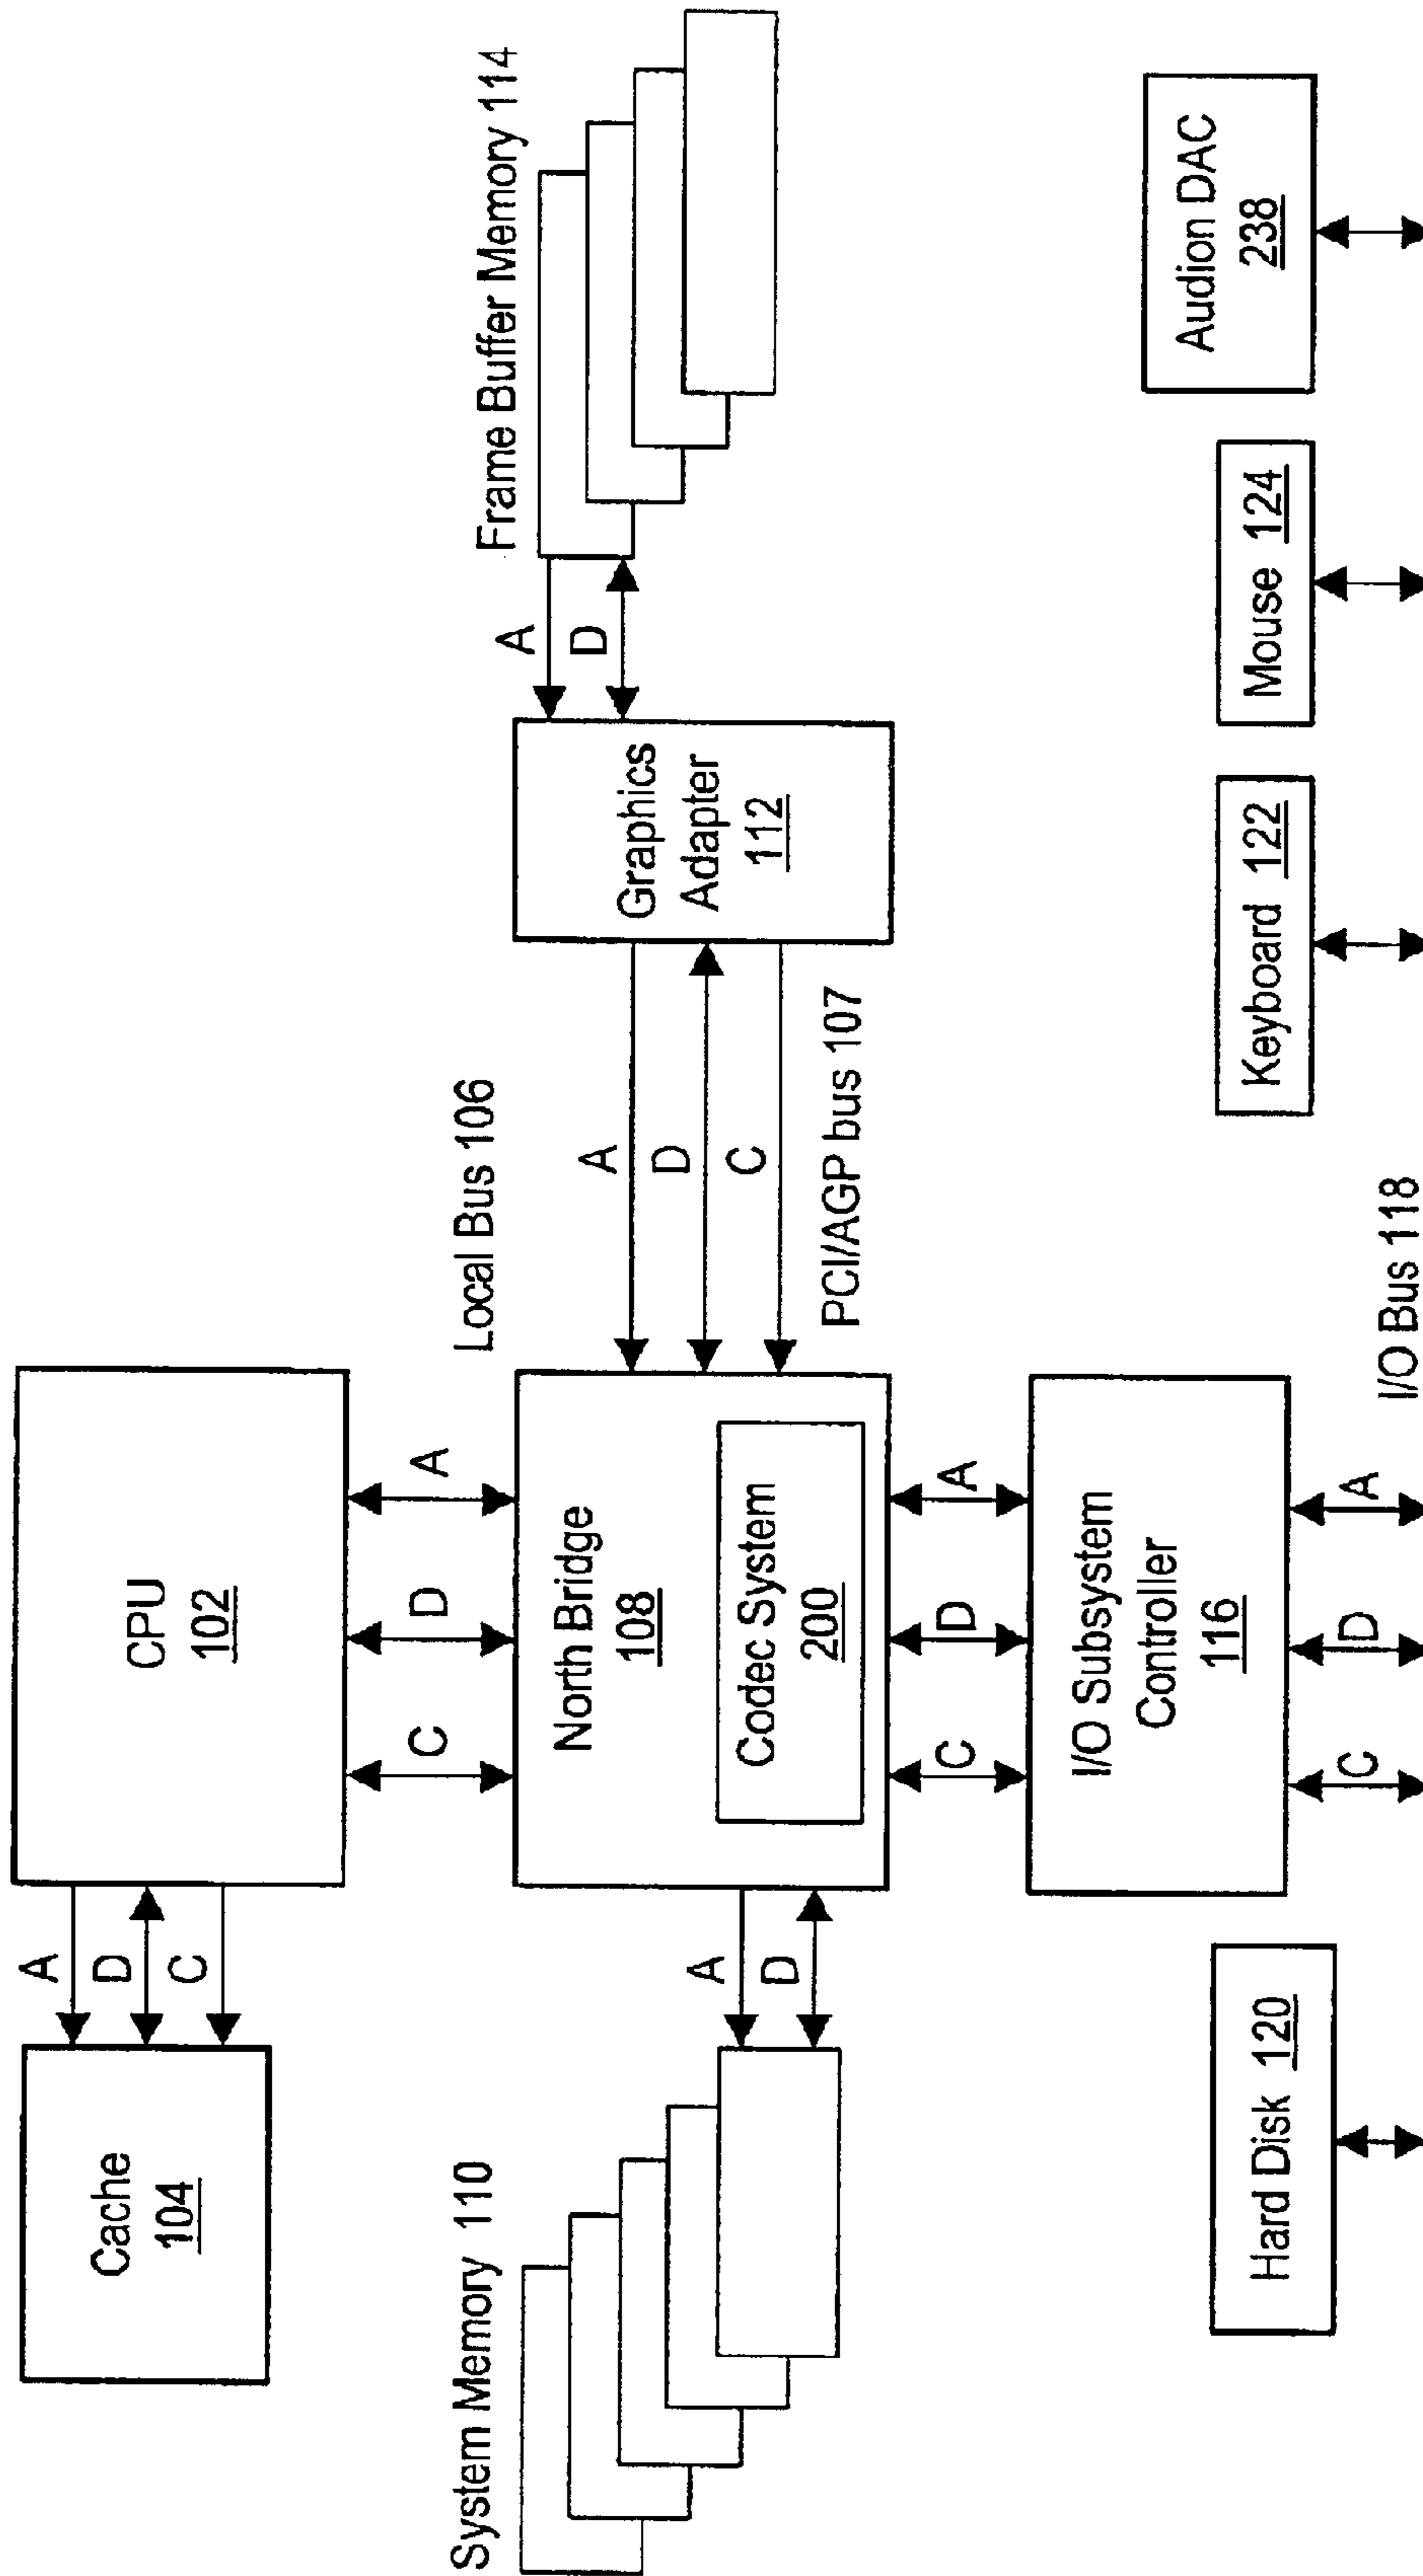 Cache
104
A
D
C
CPU
102
C
D
A
Local Bus 106
System Memory 110
A
D
North Bridge
108
Codec System
200
A
D
C
PCI/AGP bus 107
Graphics
Adapter
112
A
D
Frame Buffer Memory 114
C
D
A
I/O Subsystem
Controller
116
C
D
A
I/O Bus 118
Hard Disk 120
Keyboard 122
Mouse 124
Audion DAC
238